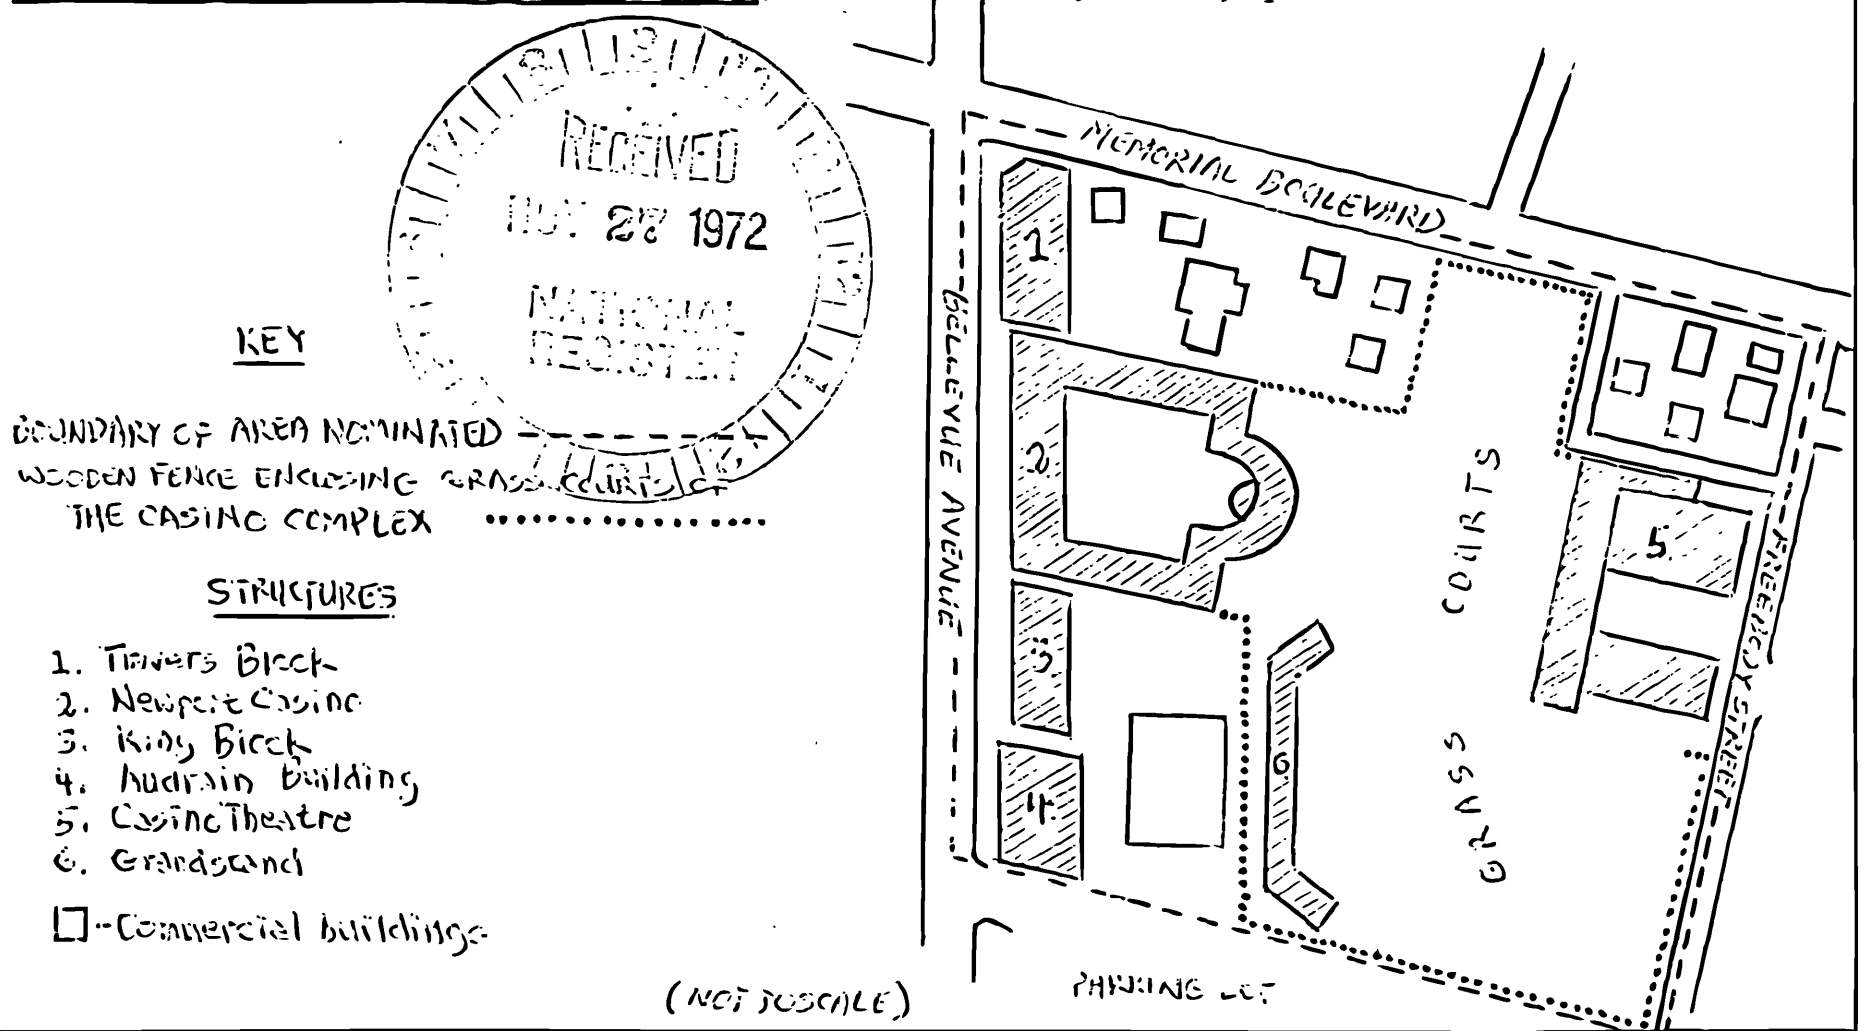 RECEIVED
NOV 27 1972
NATIONAL
REGISTER
KEY
BOUNDARY OF AREA NOMINATED
WOODEN FENCE ENCLOSING GRASS COURTS OF
THE CASINO COMPLEX
STRUCTURES
1. Travers Block
2. Newport Casino
3. King Block
4. Audrain Building
5. Casino Theatre
6. Grandstand
Commercial buildings
(NOT TO SCALE)
MEMORIAL BOULEVARD
BELLEVUE AVENUE
FREEBODY STREET
1
2
3
4
5
6
GRASS COURTS
PARKING LOT